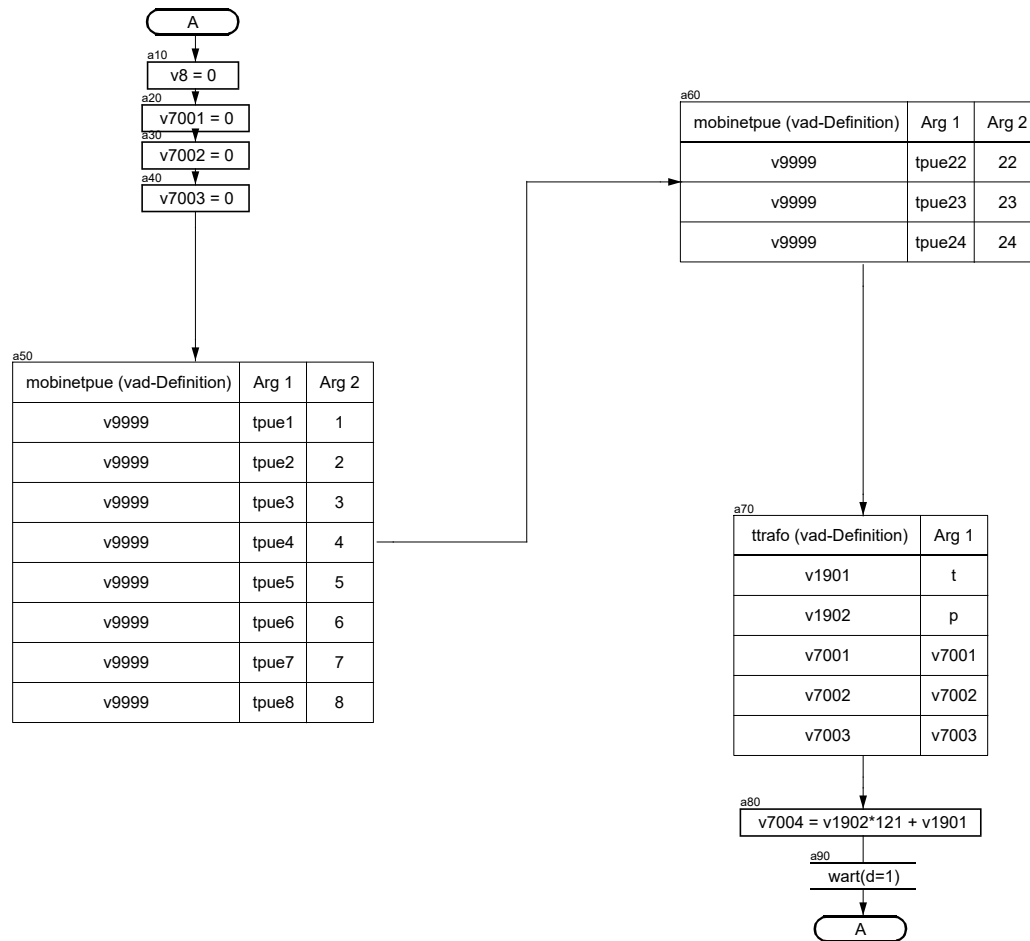 A
a10
v8 = 0
a20
v7001 = 0
a30
v7002 = 0
a40
v7003 = 0
a50
mobinetpue (vad-Definition) Arg 1 Arg 2
v9999 tpue1 1
v9999 tpue2 2
v9999 tpue3 3
v9999 tpue4 4
v9999 tpue5 5
v9999 tpue6 6
v9999 tpue7 7
v9999 tpue8 8
a60
mobinetpue (vad-Definition) Arg 1 Arg 2
v9999 tpue22 22
v9999 tpue23 23
v9999 tpue24 24
a70
ttrafo (vad-Definition) Arg 1
v1901 t
v1902 p
v7001 v7001
v7002 v7002
v7003 v7003
a80
v7004 = v1902*121 + v1901
a90
wart(d=1)
A